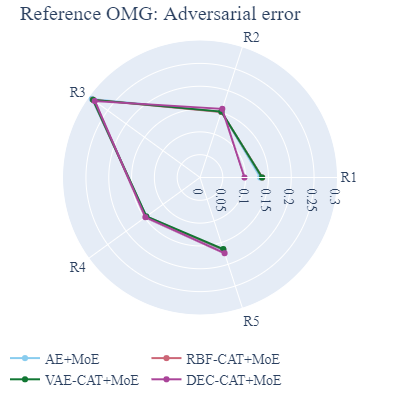 Reference OMG: Adversarial error
R2
R3
R1
0
0.05
0.1
0.15
0.2
0.25
0.3
R4
R5
AE+MoE
RBF-CAT+MoE
VAE-CAT+MoE
DEC-CAT+MoE